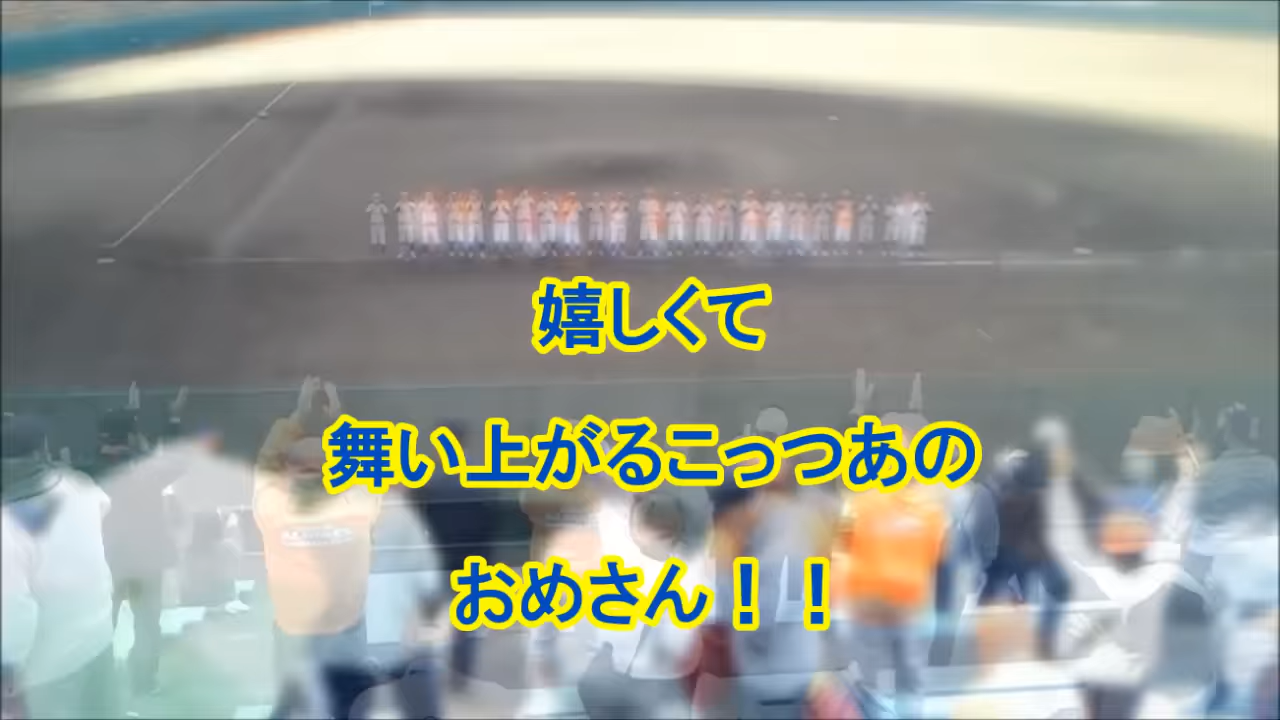 嬉しくて
舞い上がるこっつあの
おめさん！！